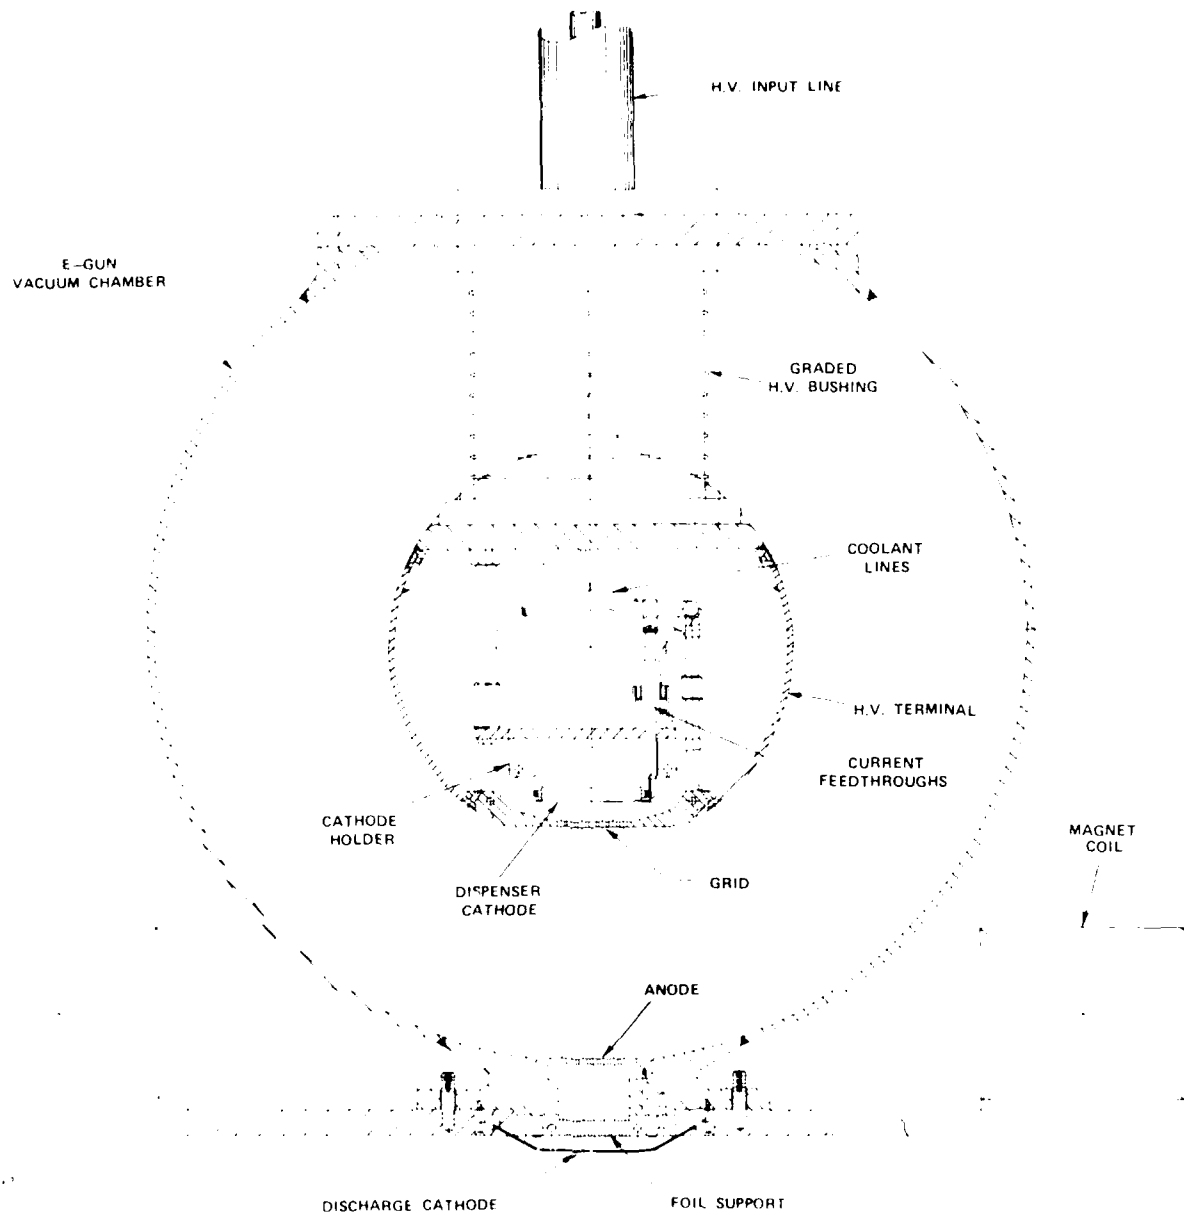 H.V. INPUT LINE
E-GUN
VACUUM CHAMBER
GRADED
H.V. BUSHING
COOLANT
LINES
H.V. TERMINAL
CURRENT
FEEDTHROUGHS
CATHODE
HOLDER
MAGNET
COIL
GRID
DISPENSER
CATHODE
ANODE
DISCHARGE CATHODE
FOIL SUPPORT